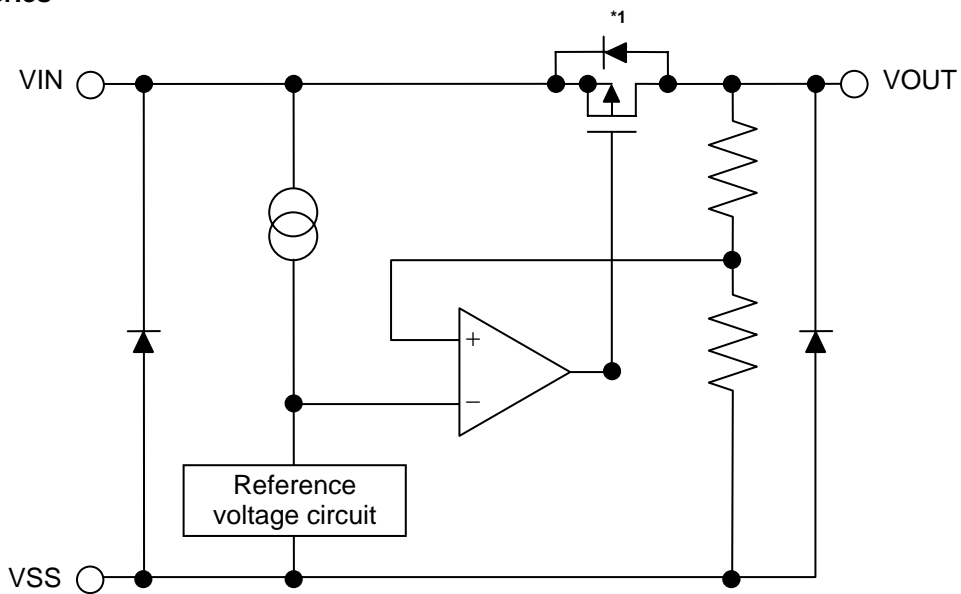 *1
VIN
VOUT
+
−
Reference
voltage circuit
VSS